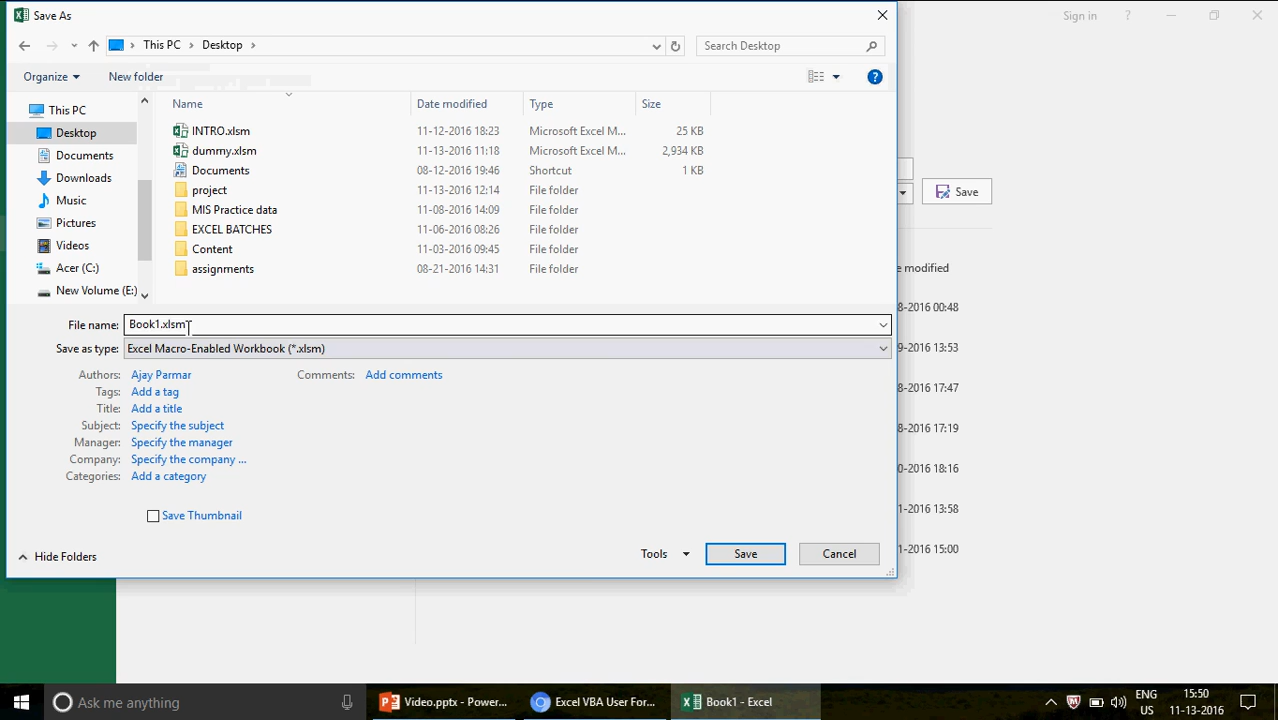 Save As
Sign in ?
This PC > Desktop >
Search Desktop
Organize
New folder
?
This PC
Desktop
Documents
Downloads
Music
Pictures
Videos
Acer (C:)
New Volume (E:)
Name Date modified Type Size
INTRO.xlsm 11-12-2016 18:23 Microsoft Excel M... 25 KB
dummy.xlsm 11-13-2016 11:18 Microsoft Excel M... 2,934 KB
Documents 08-12-2016 19:46 Shortcut 1 KB
project 11-13-2016 12:14 File folder
MIS Practice data 11-08-2016 14:09 File folder
EXCEL BATCHES 11-06-2016 08:26 File folder
Content 11-03-2016 09:45 File folder
assignments 08-21-2016 14:31 File folder
File name: Book1.xlsm
Save as type: Excel Macro-Enabled Workbook (*.xlsm)
Authors: Ajay Parmar
Comments: Add comments
Tags: Add a tag
Title: Add a title
Subject: Specify the subject
Manager: Specify the manager
Company: Specify the company ...
Categories: Add a category
Save Thumbnail
Hide Folders
Tools
Save
Cancel
Save
e modified
8-2016 00:48
-2016 13:53
8-2016 17:47
8-2016 17:19
0-2016 18:16
1-2016 13:58
1-2016 15:00
Ask me anything
Video.pptx - Power...
Excel VBA User For...
Book1 - Excel
ENG
US
15:50
11-13-2016